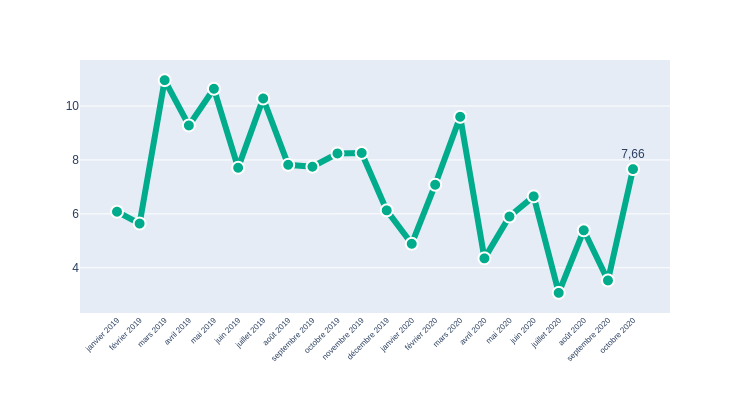 10
8
6
4
7,66
janvier 2019
février 2019
mars 2019
avril 2019
mai 2019
juin 2019
juillet 2019
août 2019
septembre 2019
octobre 2019
novembre 2019
décembre 2019
janvier 2020
février 2020
mars 2020
avril 2020
mai 2020
juin 2020
juillet 2020
août 2020
septembre 2020
octobre 2020